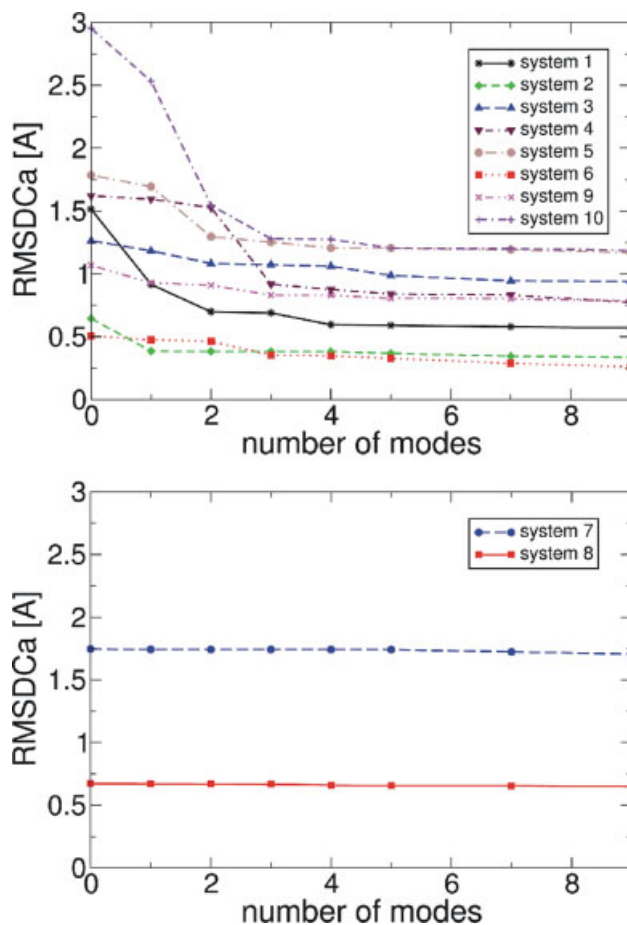 3
2.5
2
1.5
1
0.5
0
RMSDCa [A]
system 1
system 2
system 3
system 4
system 5
system 6
system 9
system 10
0 2 4 6 8
number of modes
3
2.5
2
1.5
1
0.5
0
RMSDCa [A]
system 7
system 8
0 2 4 6 8
number of modes